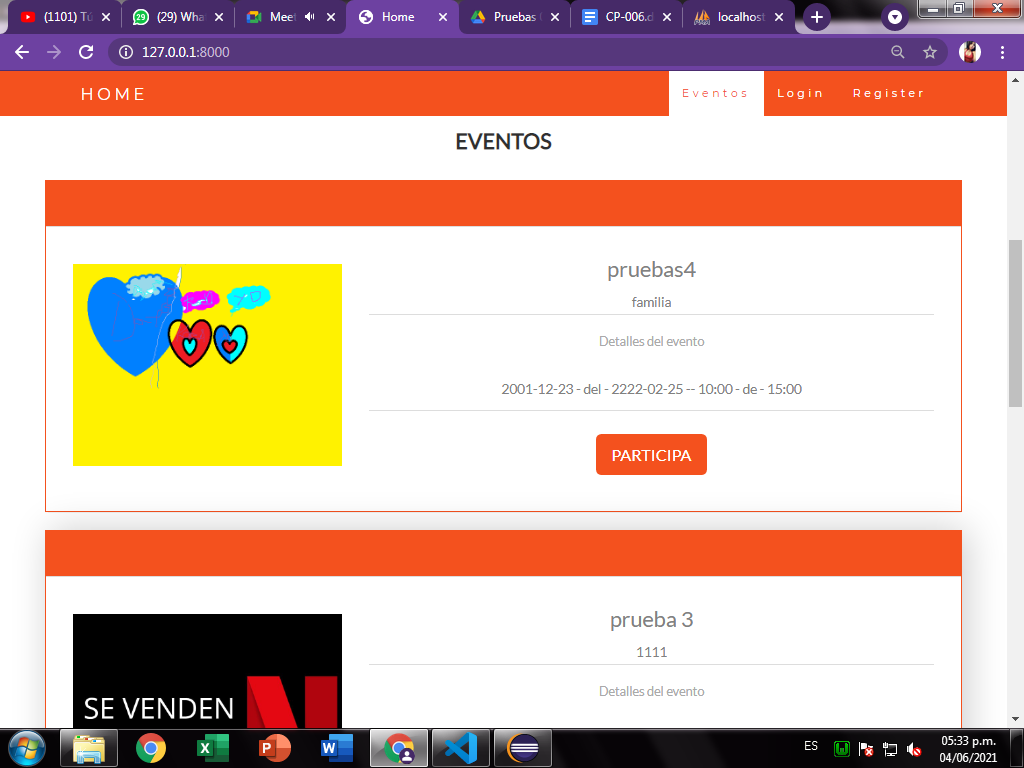 (1101) Tú
(29) Wha
Meet
Home
Pruebas
CP-006.d
localhost
29
127.0.0.1:8000
HOME
Eventos
Login
Register
EVENTOS
pruebas4
familia
Detalles del evento
2001-12-23 - del - 2222-02-25 -- 10:00 - de - 15:00
PARTICIPA
prueba 3
1111
Detalles del evento
SE VENDEN
ES
05:33 p.m.
04/06/2021